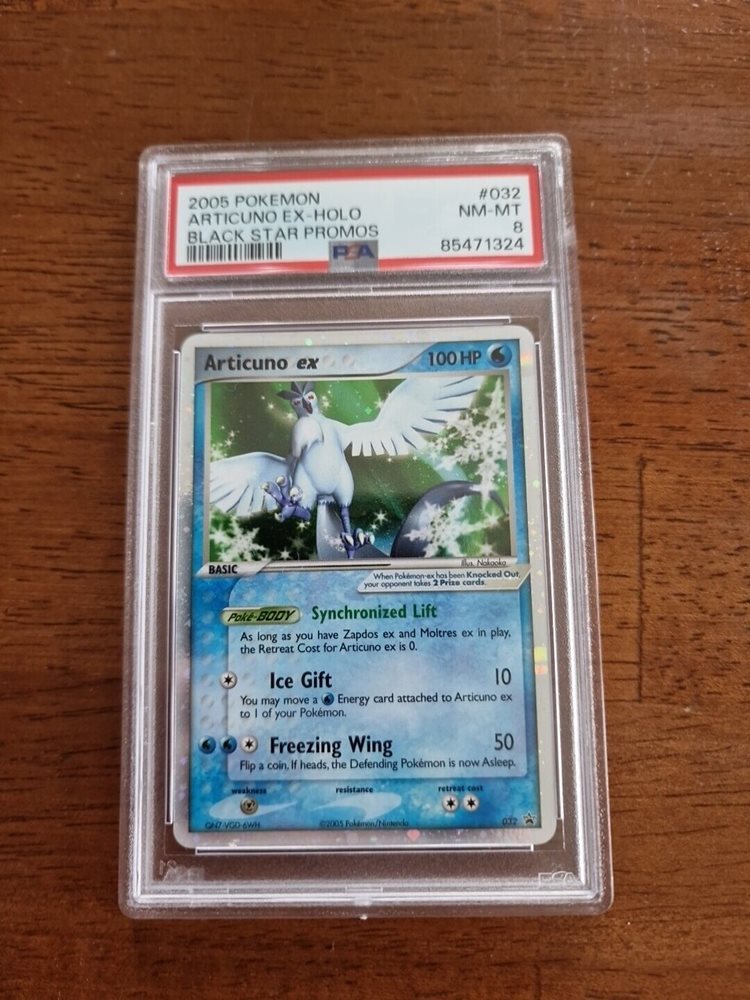 2005 POKEMON #032
ARTICUNO EX-HOLO NM-MT
BLACK STAR PROMOS 8
PSA 85471324
Articuno ex 100 HP
BASIC
Illus. Nakaoka
When Pokémon-ex has been Knocked Out,
your opponent takes 2 Prize cards.
Poké-BODY Synchronized Lift
As long as you have Zapdos ex and Moltres ex in play,
the Retreat Cost for Articuno ex is 0.
Ice Gift 10
You may move a Energy card attached to Articuno ex
to 1 of your Pokémon.
Freezing Wing 50
Flip a coin. If heads, the Defending Pokémon is now Asleep.
weakness resistance retreat cost
©2005 Pokémon/Nintendo 032